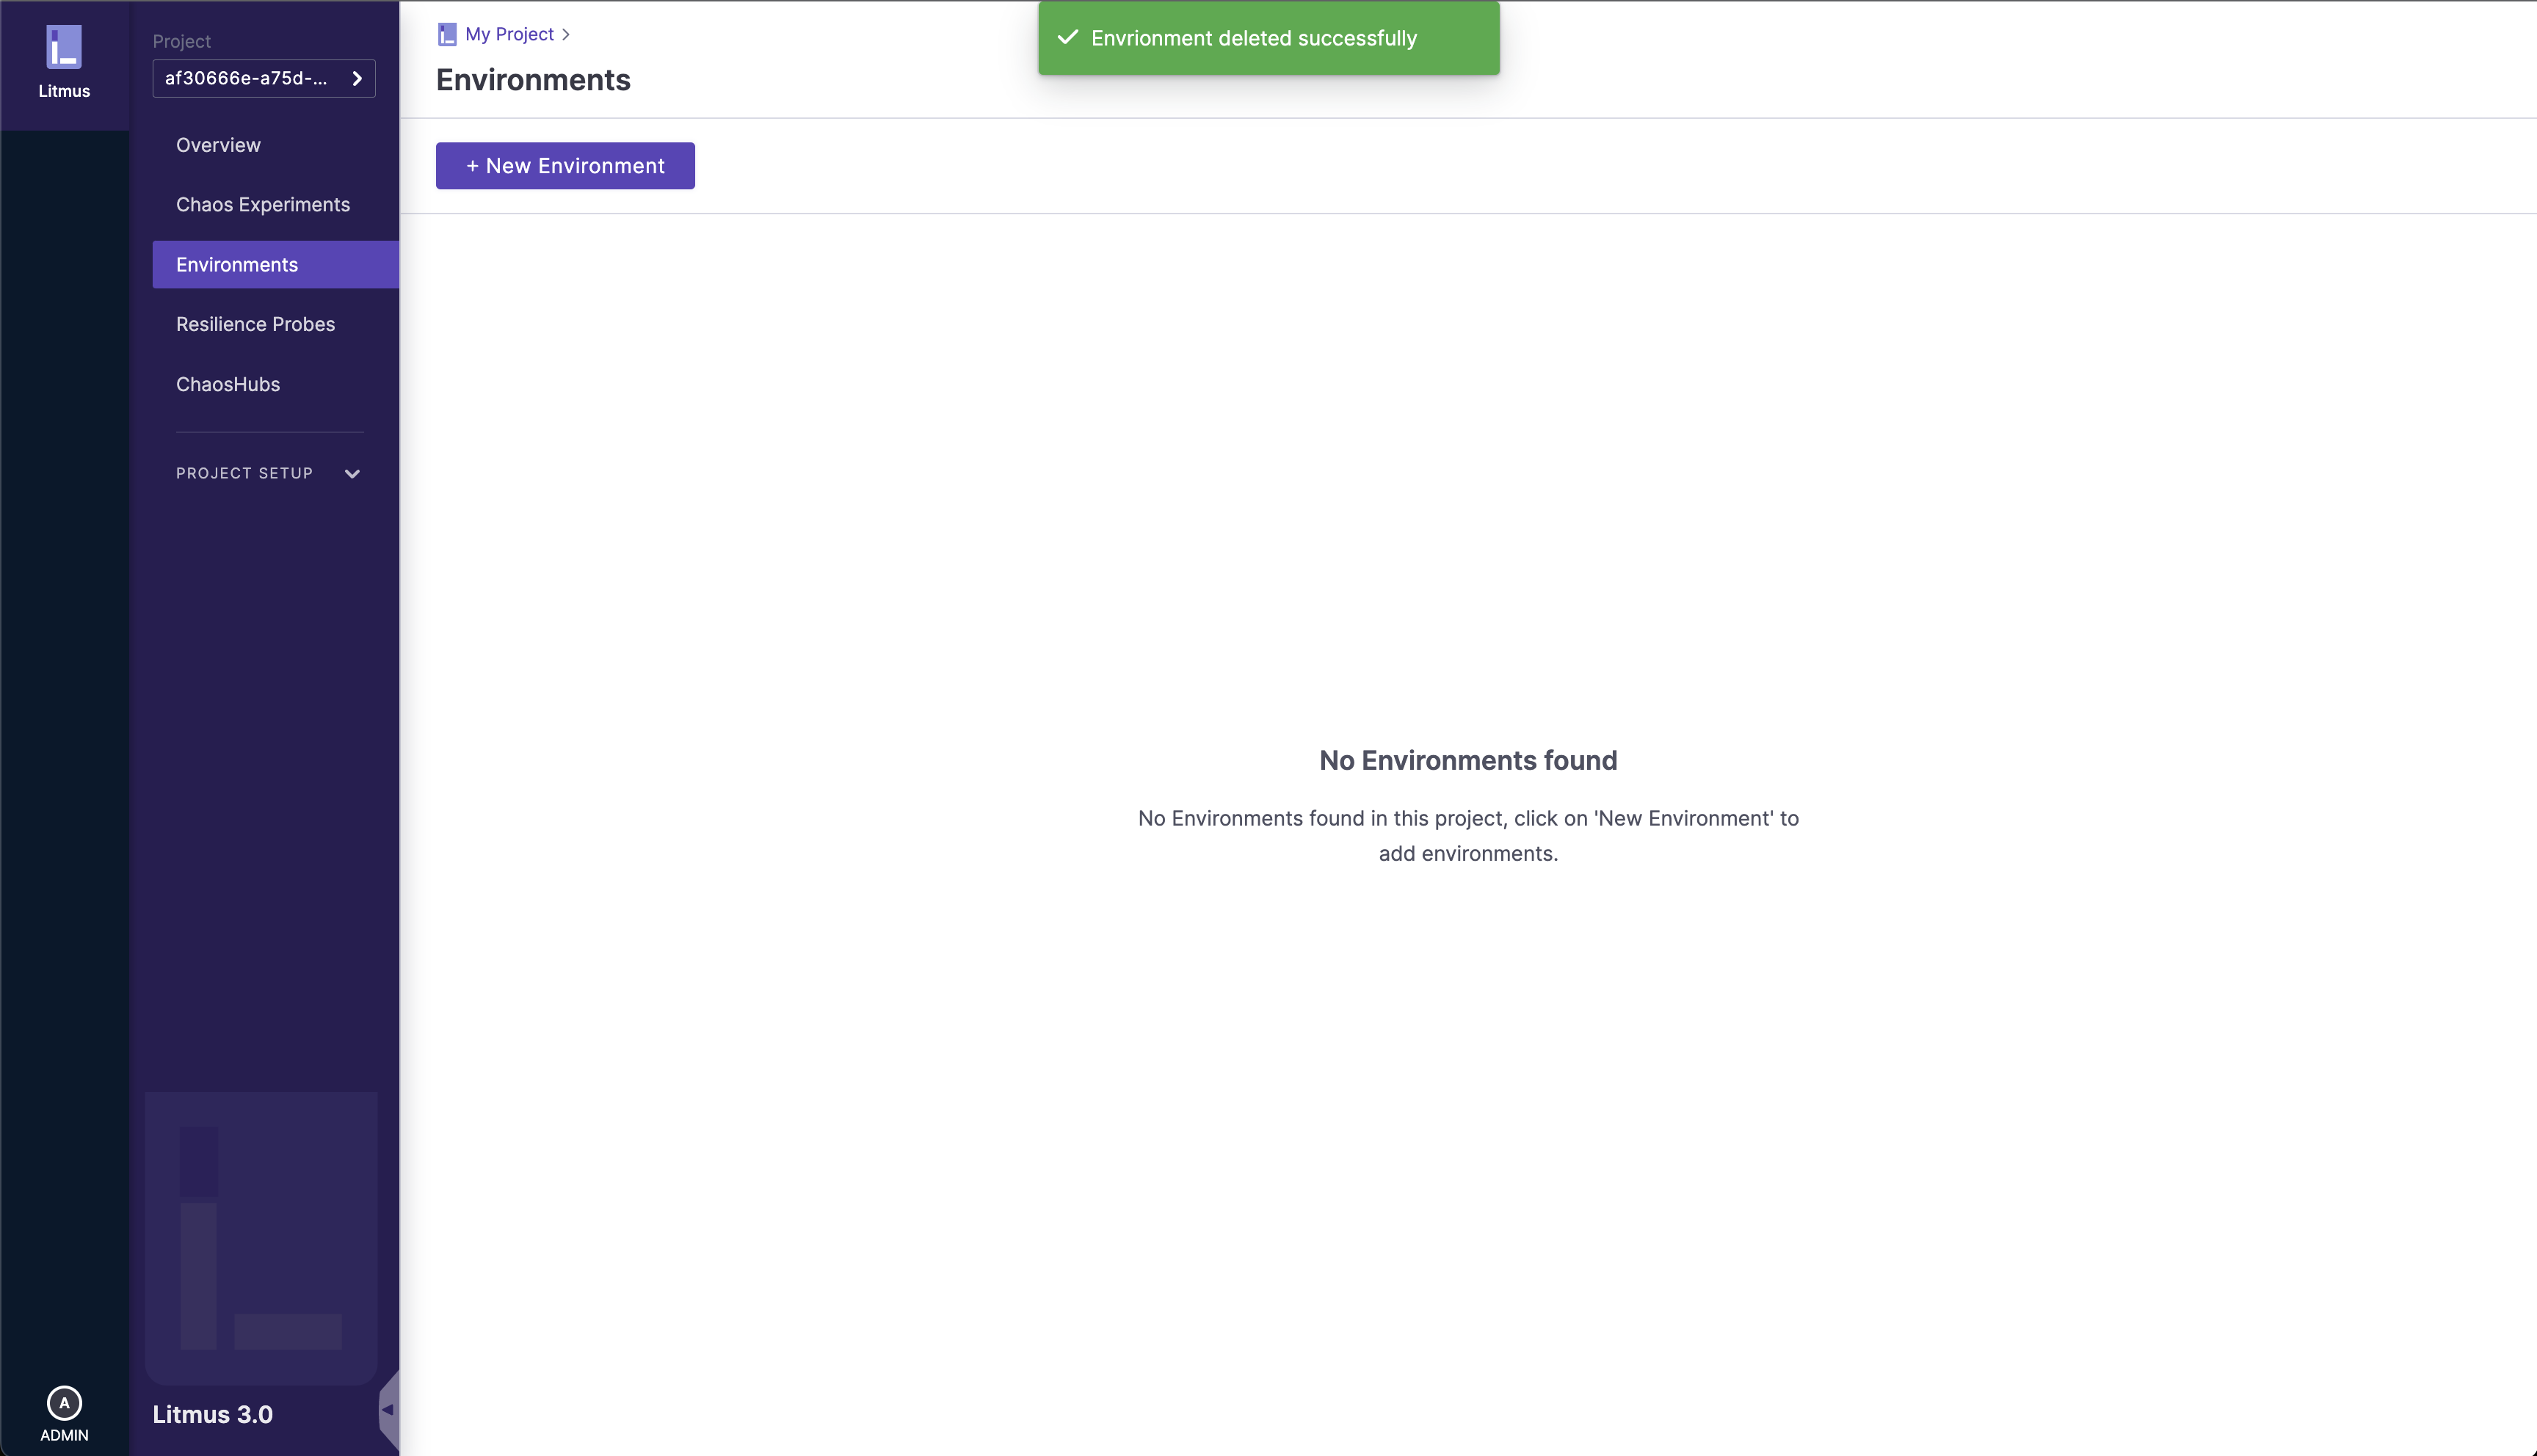 Litmus
Project
af30666e-a75d-...
Overview
Chaos Experiments
Environments
Resilience Probes
ChaosHubs
PROJECT SETUP
Litmus 3.0
A
ADMIN
My Project
Environments
Envrionment deleted successfully
+ New Environment
No Environments found
No Environments found in this project, click on 'New Environment' to
add environments.